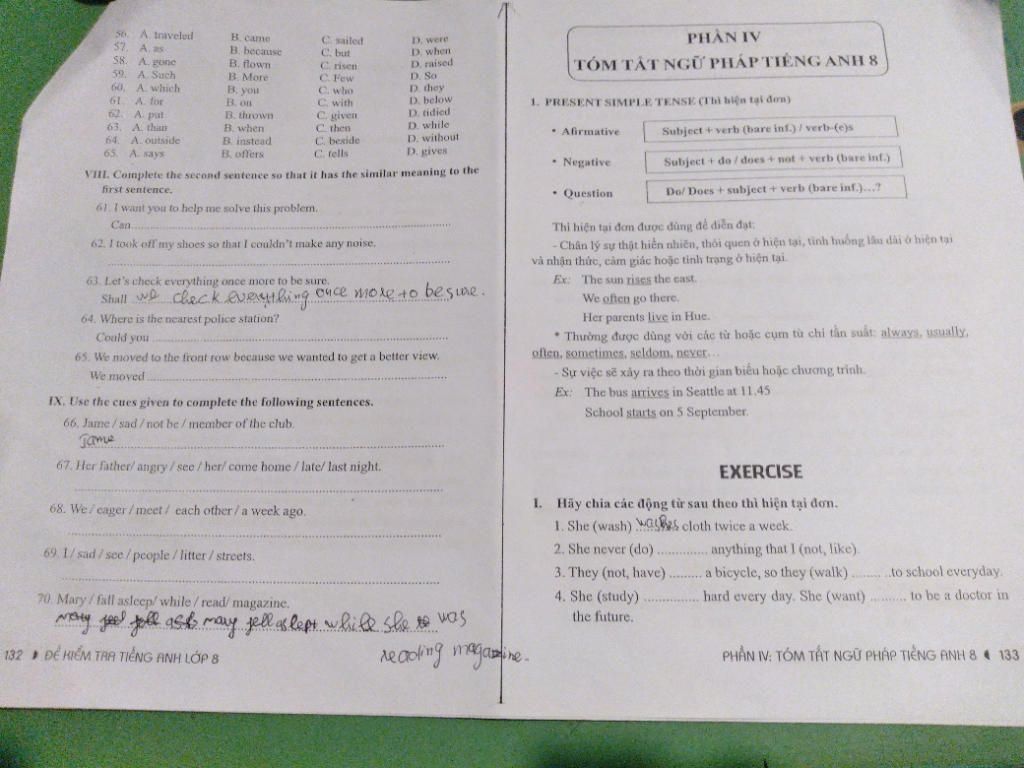 56. A. traveled B. came C. sailed D. were
57. A. as B. because C. but D. when
58. A. gone B. flown C. risen D. raised
59. A. Such B. More C. Few D. So
60. A. which B. you C. who D. they
61. A. for B. on C. with D. below
62. A. put B. thrown C. given D. tidied
63. A. than B. when C. then D. while
64. A. outside B. instead C. beside D. without
65. A. says B. offers C. tells D. gives
VIII. Complete the second sentence so that it has the similar meaning to the
first sentence.
61. I want you to help me solve this problem.
Can
62. I took off my shoes so that I couldn't make any noise.
63. Let's check everything once more to be sure.
Shall we check everything once more to be sure.
64. Where is the nearest police station?
Could you
65. We moved to the front row because we wanted to get a better view.
We moved
IX. Use the cues given to complete the following sentences.
66. Jame / sad / not be / member of the club.
Jame
67. Her father/ angry / see / her/ come home / late/ last night.
68. We / eager / meet / each other / a week ago.
69. I / sad / see / people / litter / streets.
70. Mary / fall asleep/ while / read/ magazine.
mary fell aslept while she was
reading magazine.
132 ĐỀ KIỂM TRA TIẾNG ANH LỚP 8
PHẦN IV
TÓM TẮT NGỮ PHÁP TIẾNG ANH 8
1. PRESENT SIMPLE TENSE (Thì hiện tại đơn)
• Afirmative Subject + verb (bare inf.) / verb-(e)s
• Negative Subject + do / does + not + verb (bare inf.)
• Question Do/ Does + subject + verb (bare inf.)...?
Thì hiện tại đơn được dùng để diễn đạt:
- Chân lý sự thật hiển nhiên, thói quen ở hiện tại, tình huống lâu dài ở hiện tại
và nhận thức, cảm giác hoặc tình trạng ở hiện tại.
Ex: The sun rises the east.
We often go there.
Her parents live in Hue.
* Thường được dùng với các từ hoặc cụm từ chỉ tần suất: always, usually,
often, sometimes, seldom, never…
- Sự việc sẽ xảy ra theo thời gian biểu hoặc chương trình.
Ex: The bus arrives in Seattle at 11.45
School starts on 5 September.
EXERCISE
I. Hãy chia các động từ sau theo thì hiện tại đơn.
1. She (wash) washes cloth twice a week.
2. She never (do) ............. anything that I (not, like).
3. They (not, have) ......... a bicycle, so they (walk) ......... to school everyday.
4. She (study) .............. hard every day. She (want) .......... to be a doctor in
the future.
PHẦN IV: TÓM TẮT NGỮ PHÁP TIẾNG ANH 8 133